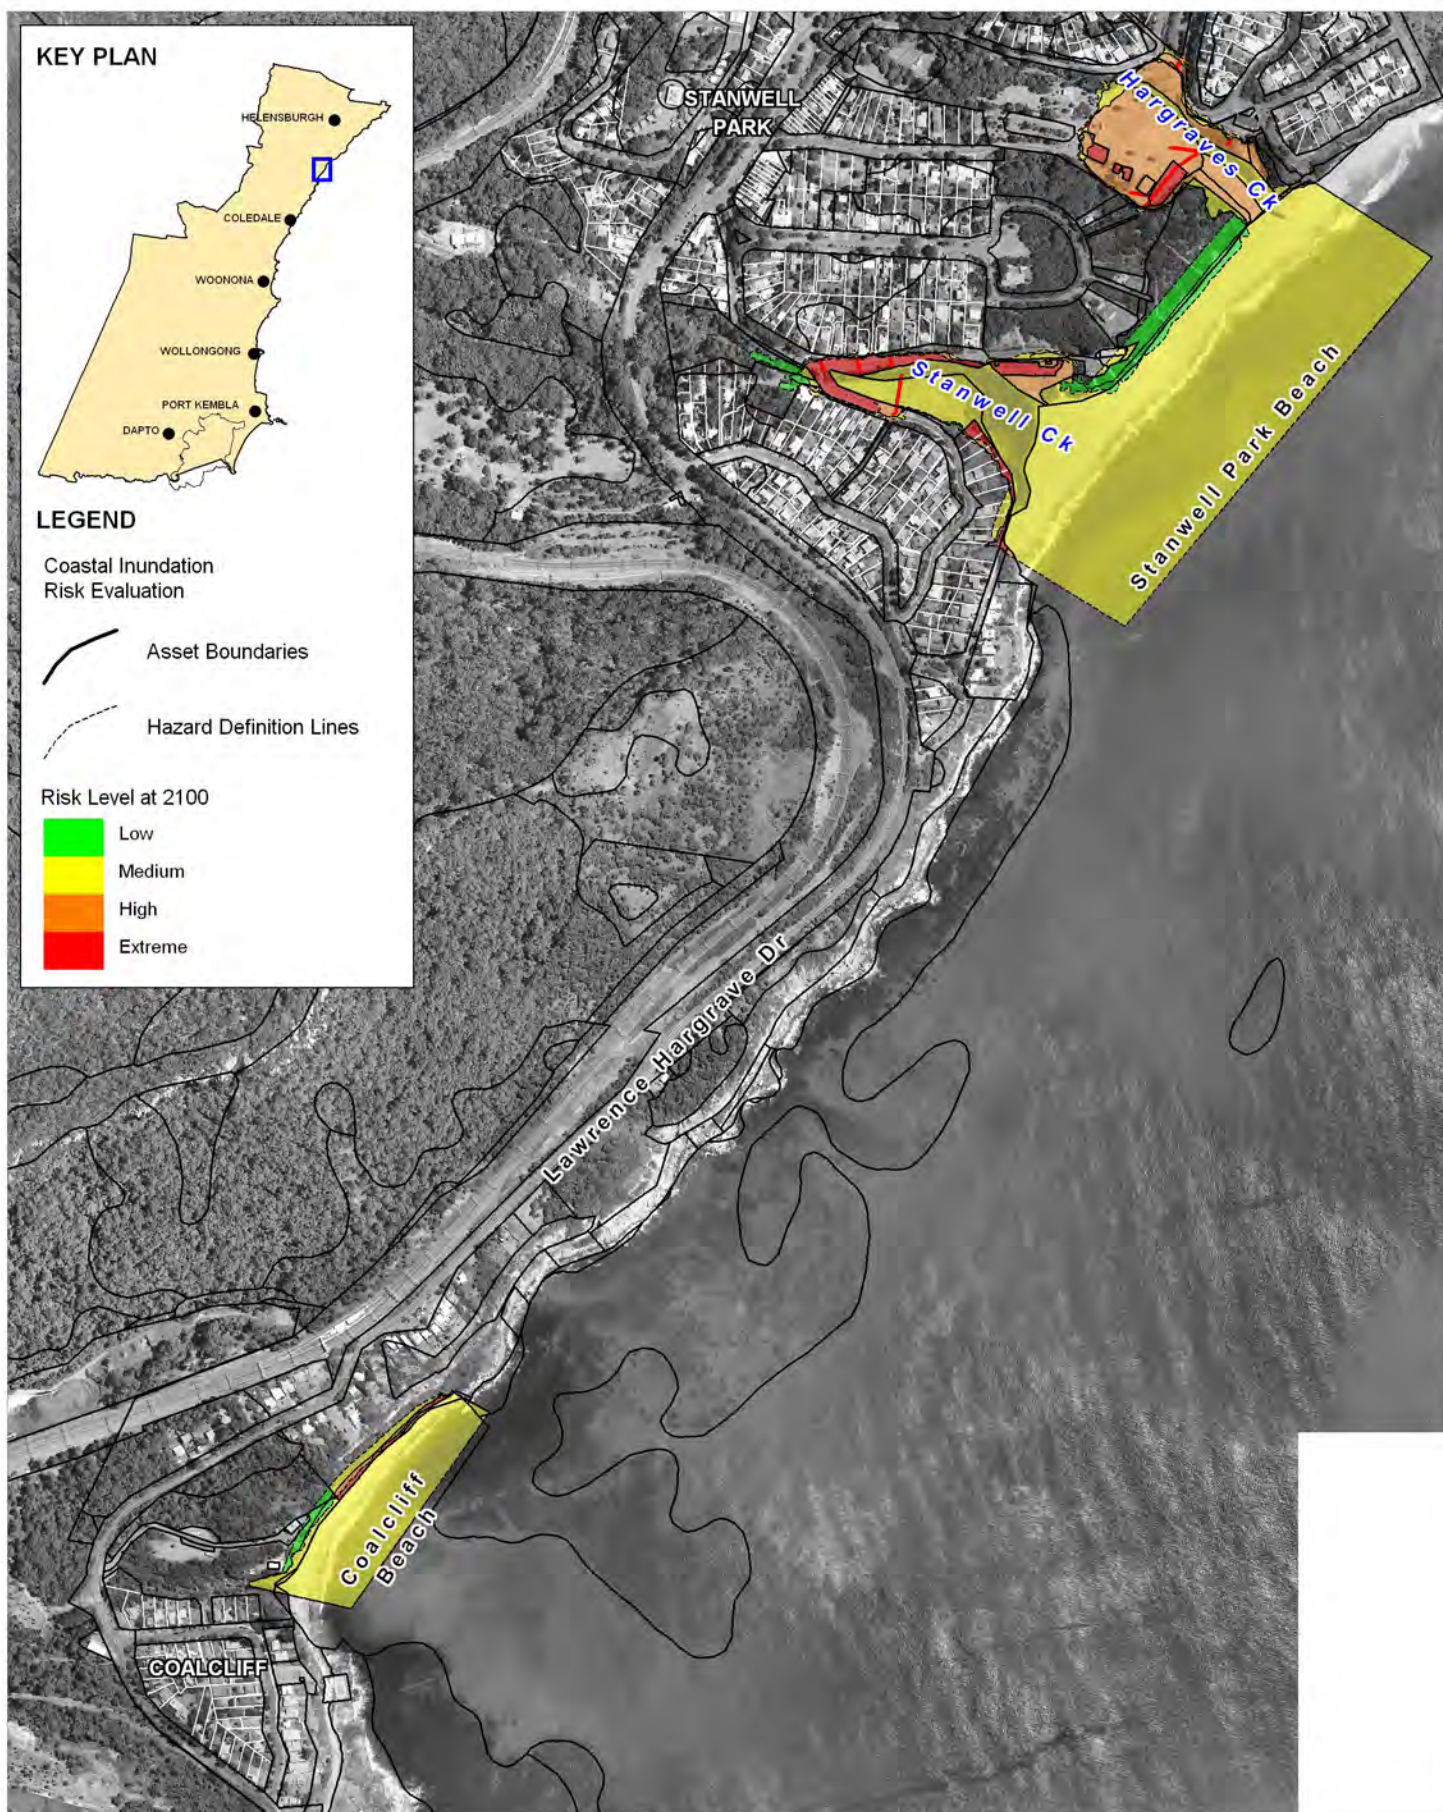 KEY PLAN
HELENSBURGH
COLEDALE
WOONONA
WOLLONGONG
PORT KEMBLA
DAPTO
LEGEND
Coastal Inundation
Risk Evaluation
Asset Boundaries
Hazard Definition Lines
Risk Level at 2100
Low
Medium
High
Extreme
STANWELL
PARK
Hargraves Ck
Stanwell Ck
Stanwell Park Beach
Lawrence Hargrave Dr
Coalcliff
Beach
COALCLIFF